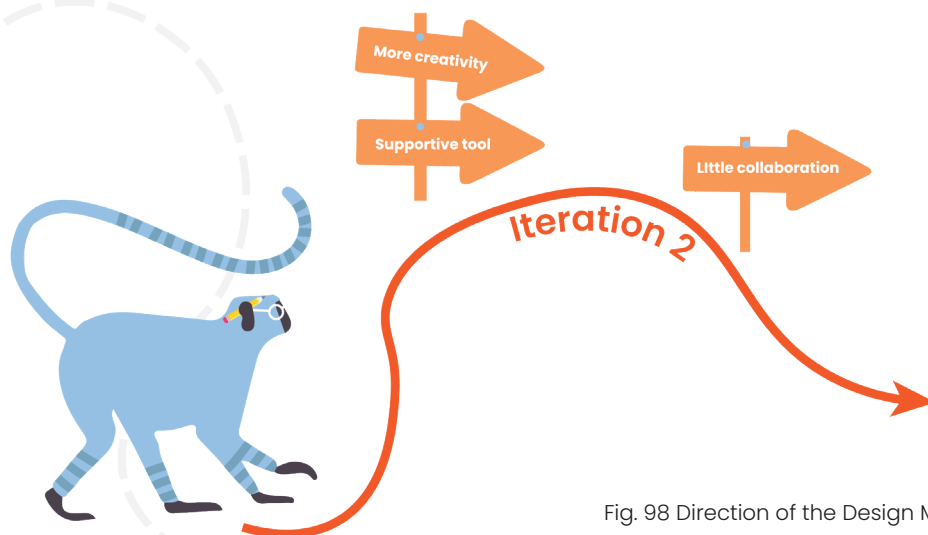 More creativity
Supportive tool
LIttle collaboration
Iteration 2
Fig. 98 Direction of the Design M